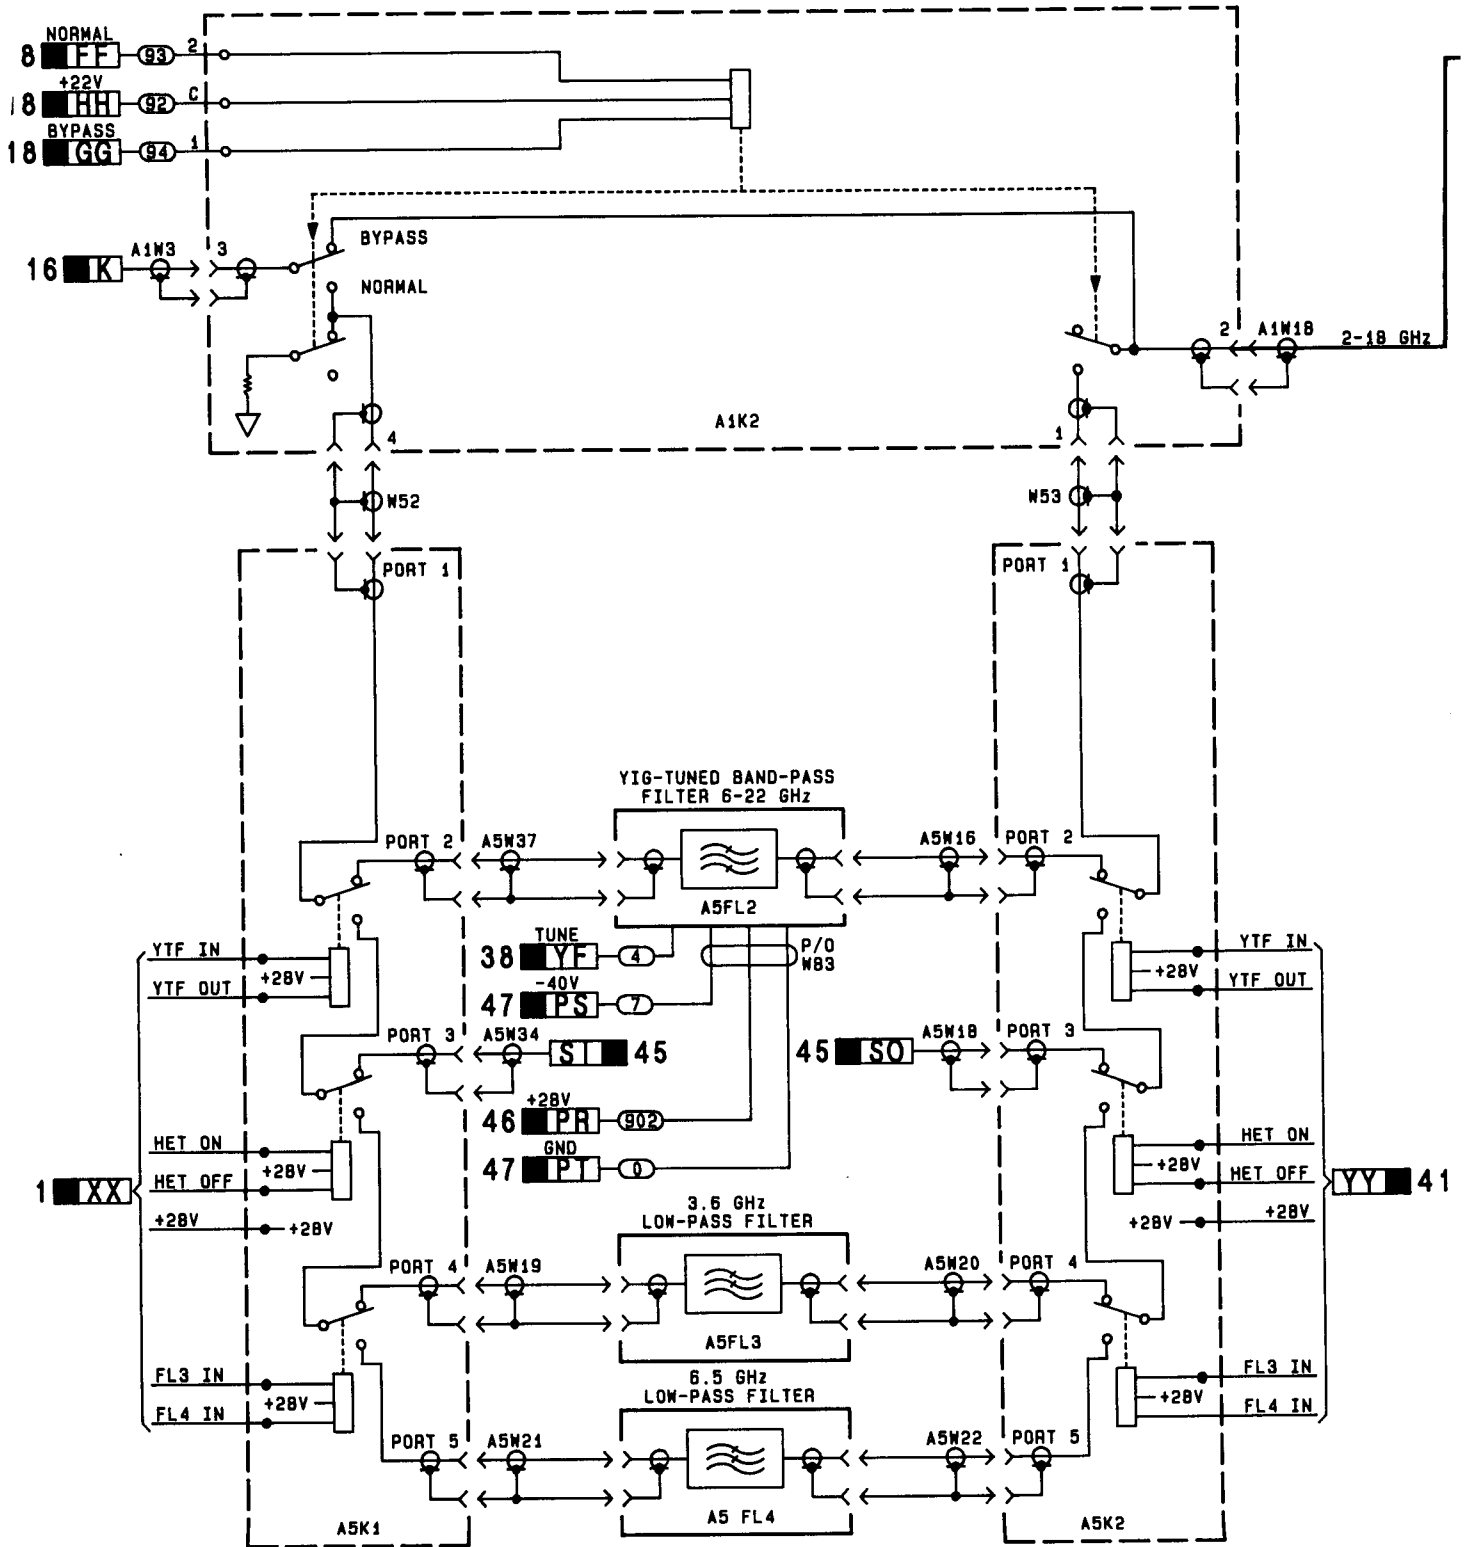 NORMAL
8 FF 93 2
+22V
8 HH 92 C
BYPASS
18 GG 94 1
BYPASS
16 K A1W3 3
NORMAL
2 A1W18 2-18 GHz
A1K2
4 1
W52 W53
PORT 1 PORT 1
YIG-TUNED BAND-PASS
FILTER 6-22 GHz
PORT 2 A5W37 A5W16 PORT 2
A5FL2
TUNE
38 YF 4
P/O
W83
YTF IN +28V YTF OUT
YTF IN +28V YTF OUT
-40V
47 PS 7
PORT 3 A5W34 SI 45
45 SO A5W18 PORT 3
+28V
46 PR 902
GND
47 PT 0
HET ON +28V HET OFF
HET ON +28V HET OFF
1 XX
YY 41
+28V +28V
+28V +28V
3.6 GHz
LOW-PASS FILTER
PORT 4 A5W19 A5W20 PORT 4
A5FL3
FL3 IN +28V FL4 IN
FL3 IN +28V FL4 IN
6.5 GHz
LOW-PASS FILTER
PORT 5 A5W21 A5W22 PORT 5
A5 FL4
A5K1 A5K2